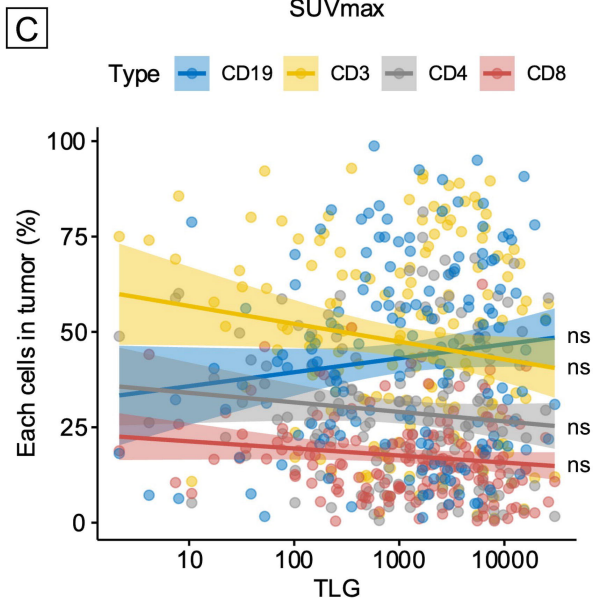 SUVmax
C
Type CD19 CD3 CD4 CD8
Each cells in tumor (%)
100
75
50
25
0
ns
ns
ns
ns
10 100 1000 10000
TLG